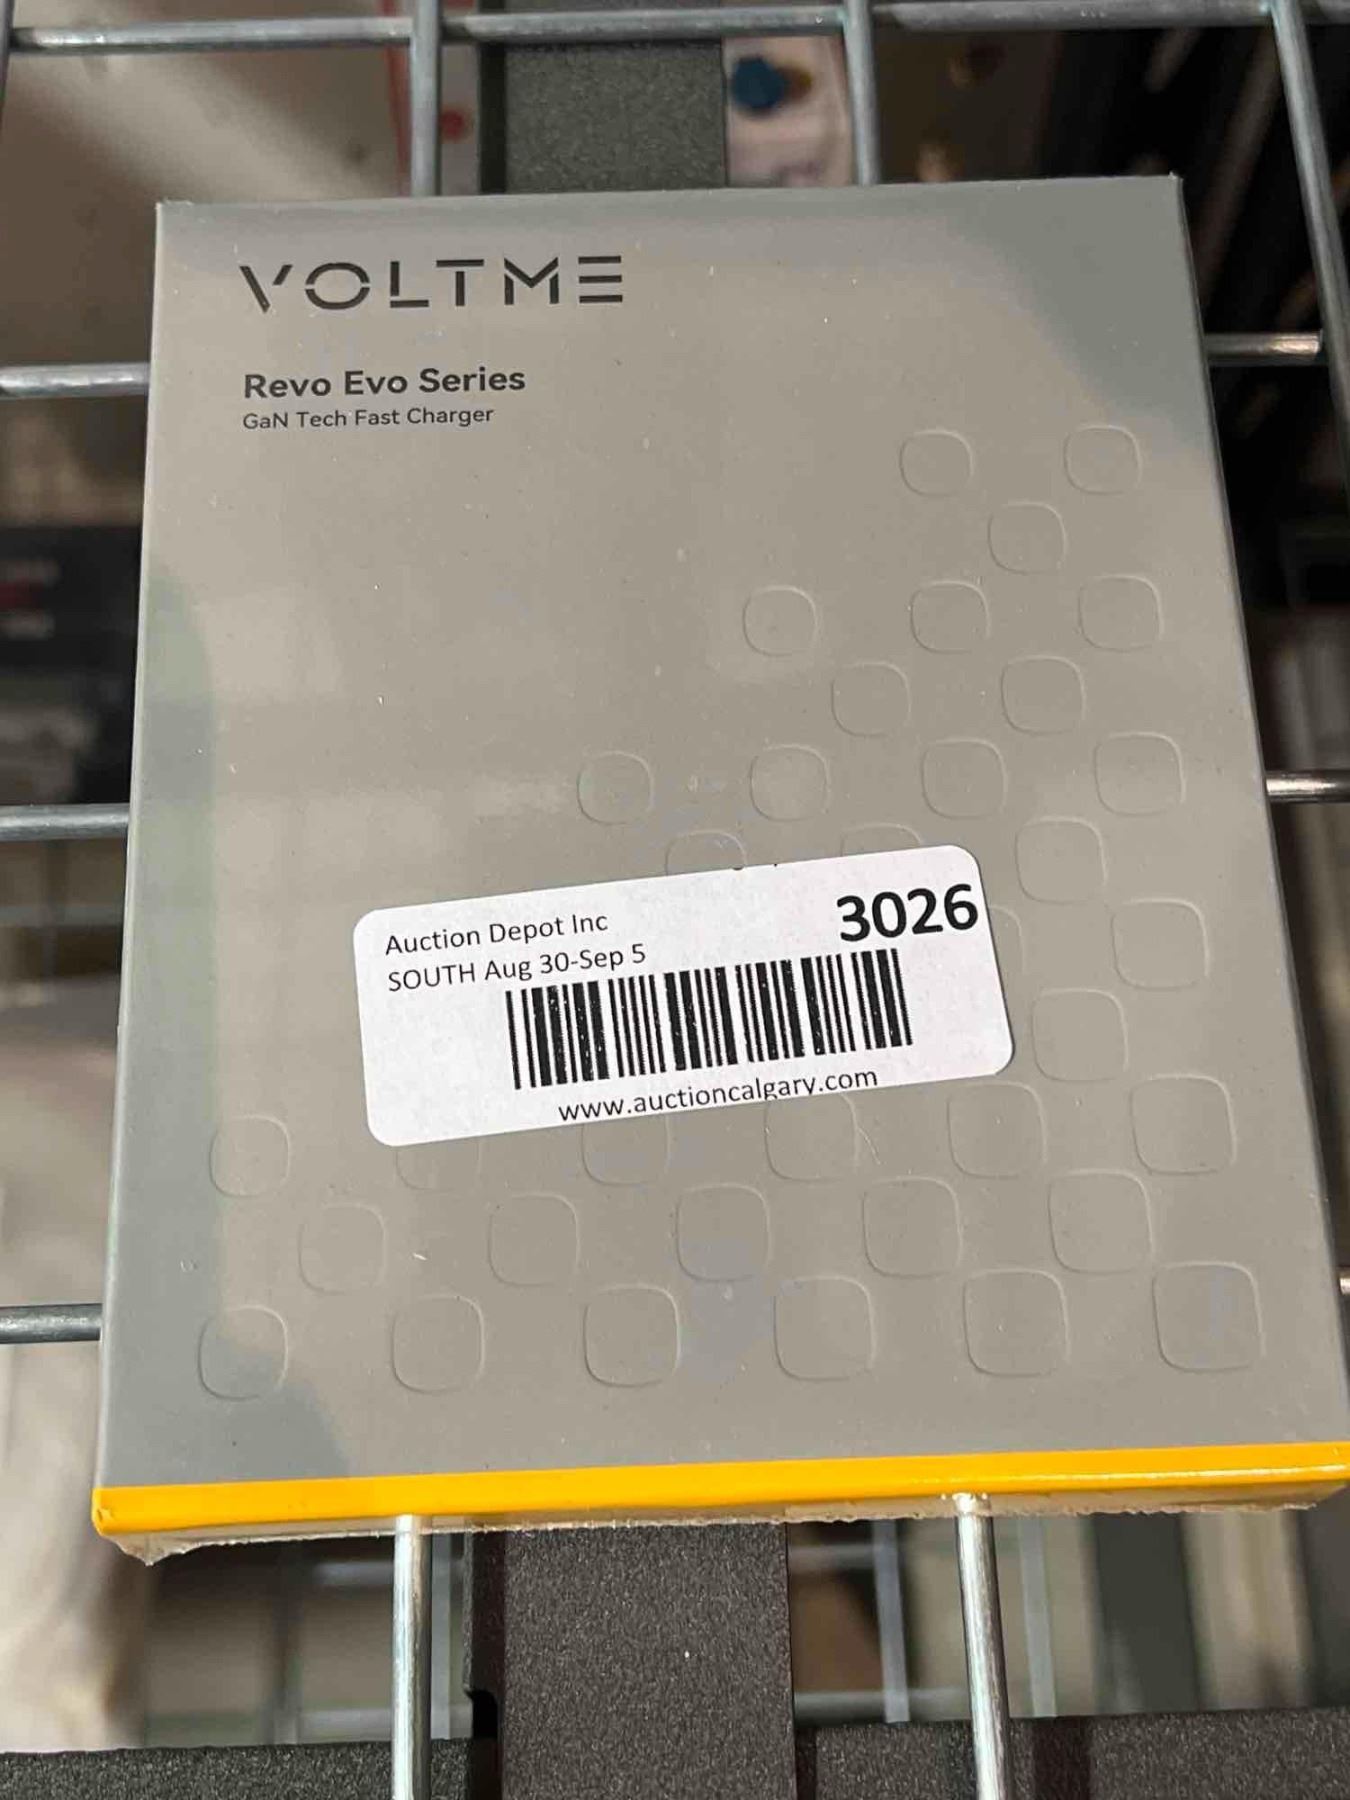 VOLTME
Revo Evo Series
GaN Tech Fast Charger
Auction Depot Inc
3026
SOUTH Aug 30-Sep 5
www.auctioncalgary.com